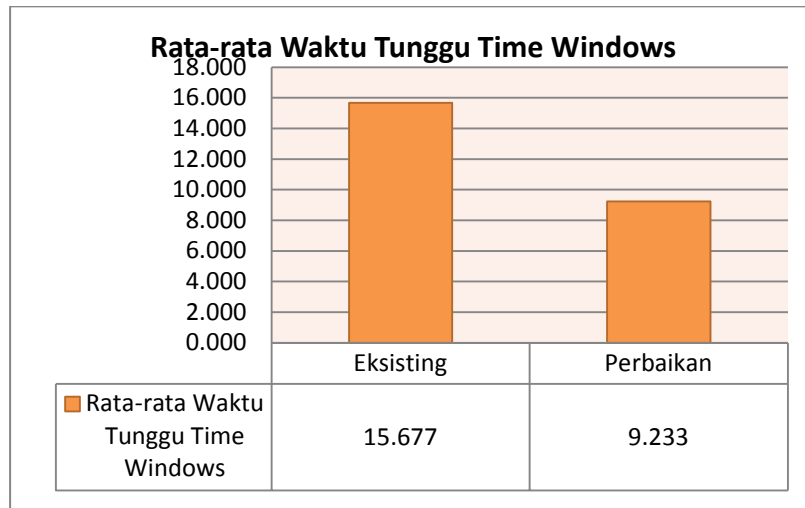 Rata-rata Waktu Tunggu Time Windows
18.000
16.000
14.000
12.000
10.000
8.000
6.000
4.000
2.000
0.000
Eksisting Perbaikan
Rata-rata Waktu
Tunggu Time
Windows
15.677 9.233